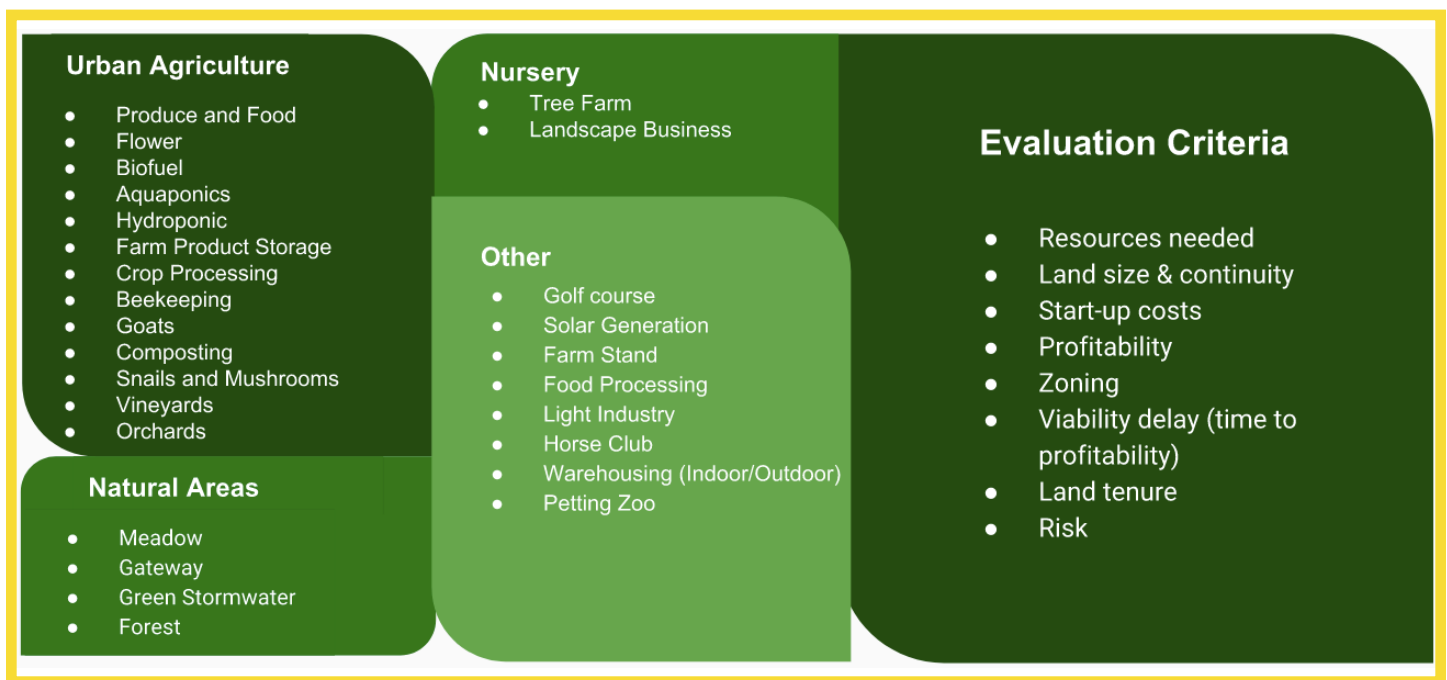 Urban Agriculture
● Produce and Food
● Flower
● Biofuel
● Aquaponics
● Hydroponic
● Farm Product Storage
● Crop Processing
● Beekeeping
● Goats
● Composting
● Snails and Mushrooms
● Vineyards
● Orchards
Natural Areas
● Meadow
● Gateway
● Green Stormwater
● Forest
Nursery
● Tree Farm
● Landscape Business
Other
● Golf course
● Solar Generation
● Farm Stand
● Food Processing
● Light Industry
● Horse Club
● Warehousing (Indoor/Outdoor)
● Petting Zoo
Evaluation Criteria
● Resources needed
● Land size & continuity
● Start-up costs
● Profitability
● Zoning
● Viability delay (time to
profitability)
● Land tenure
● Risk